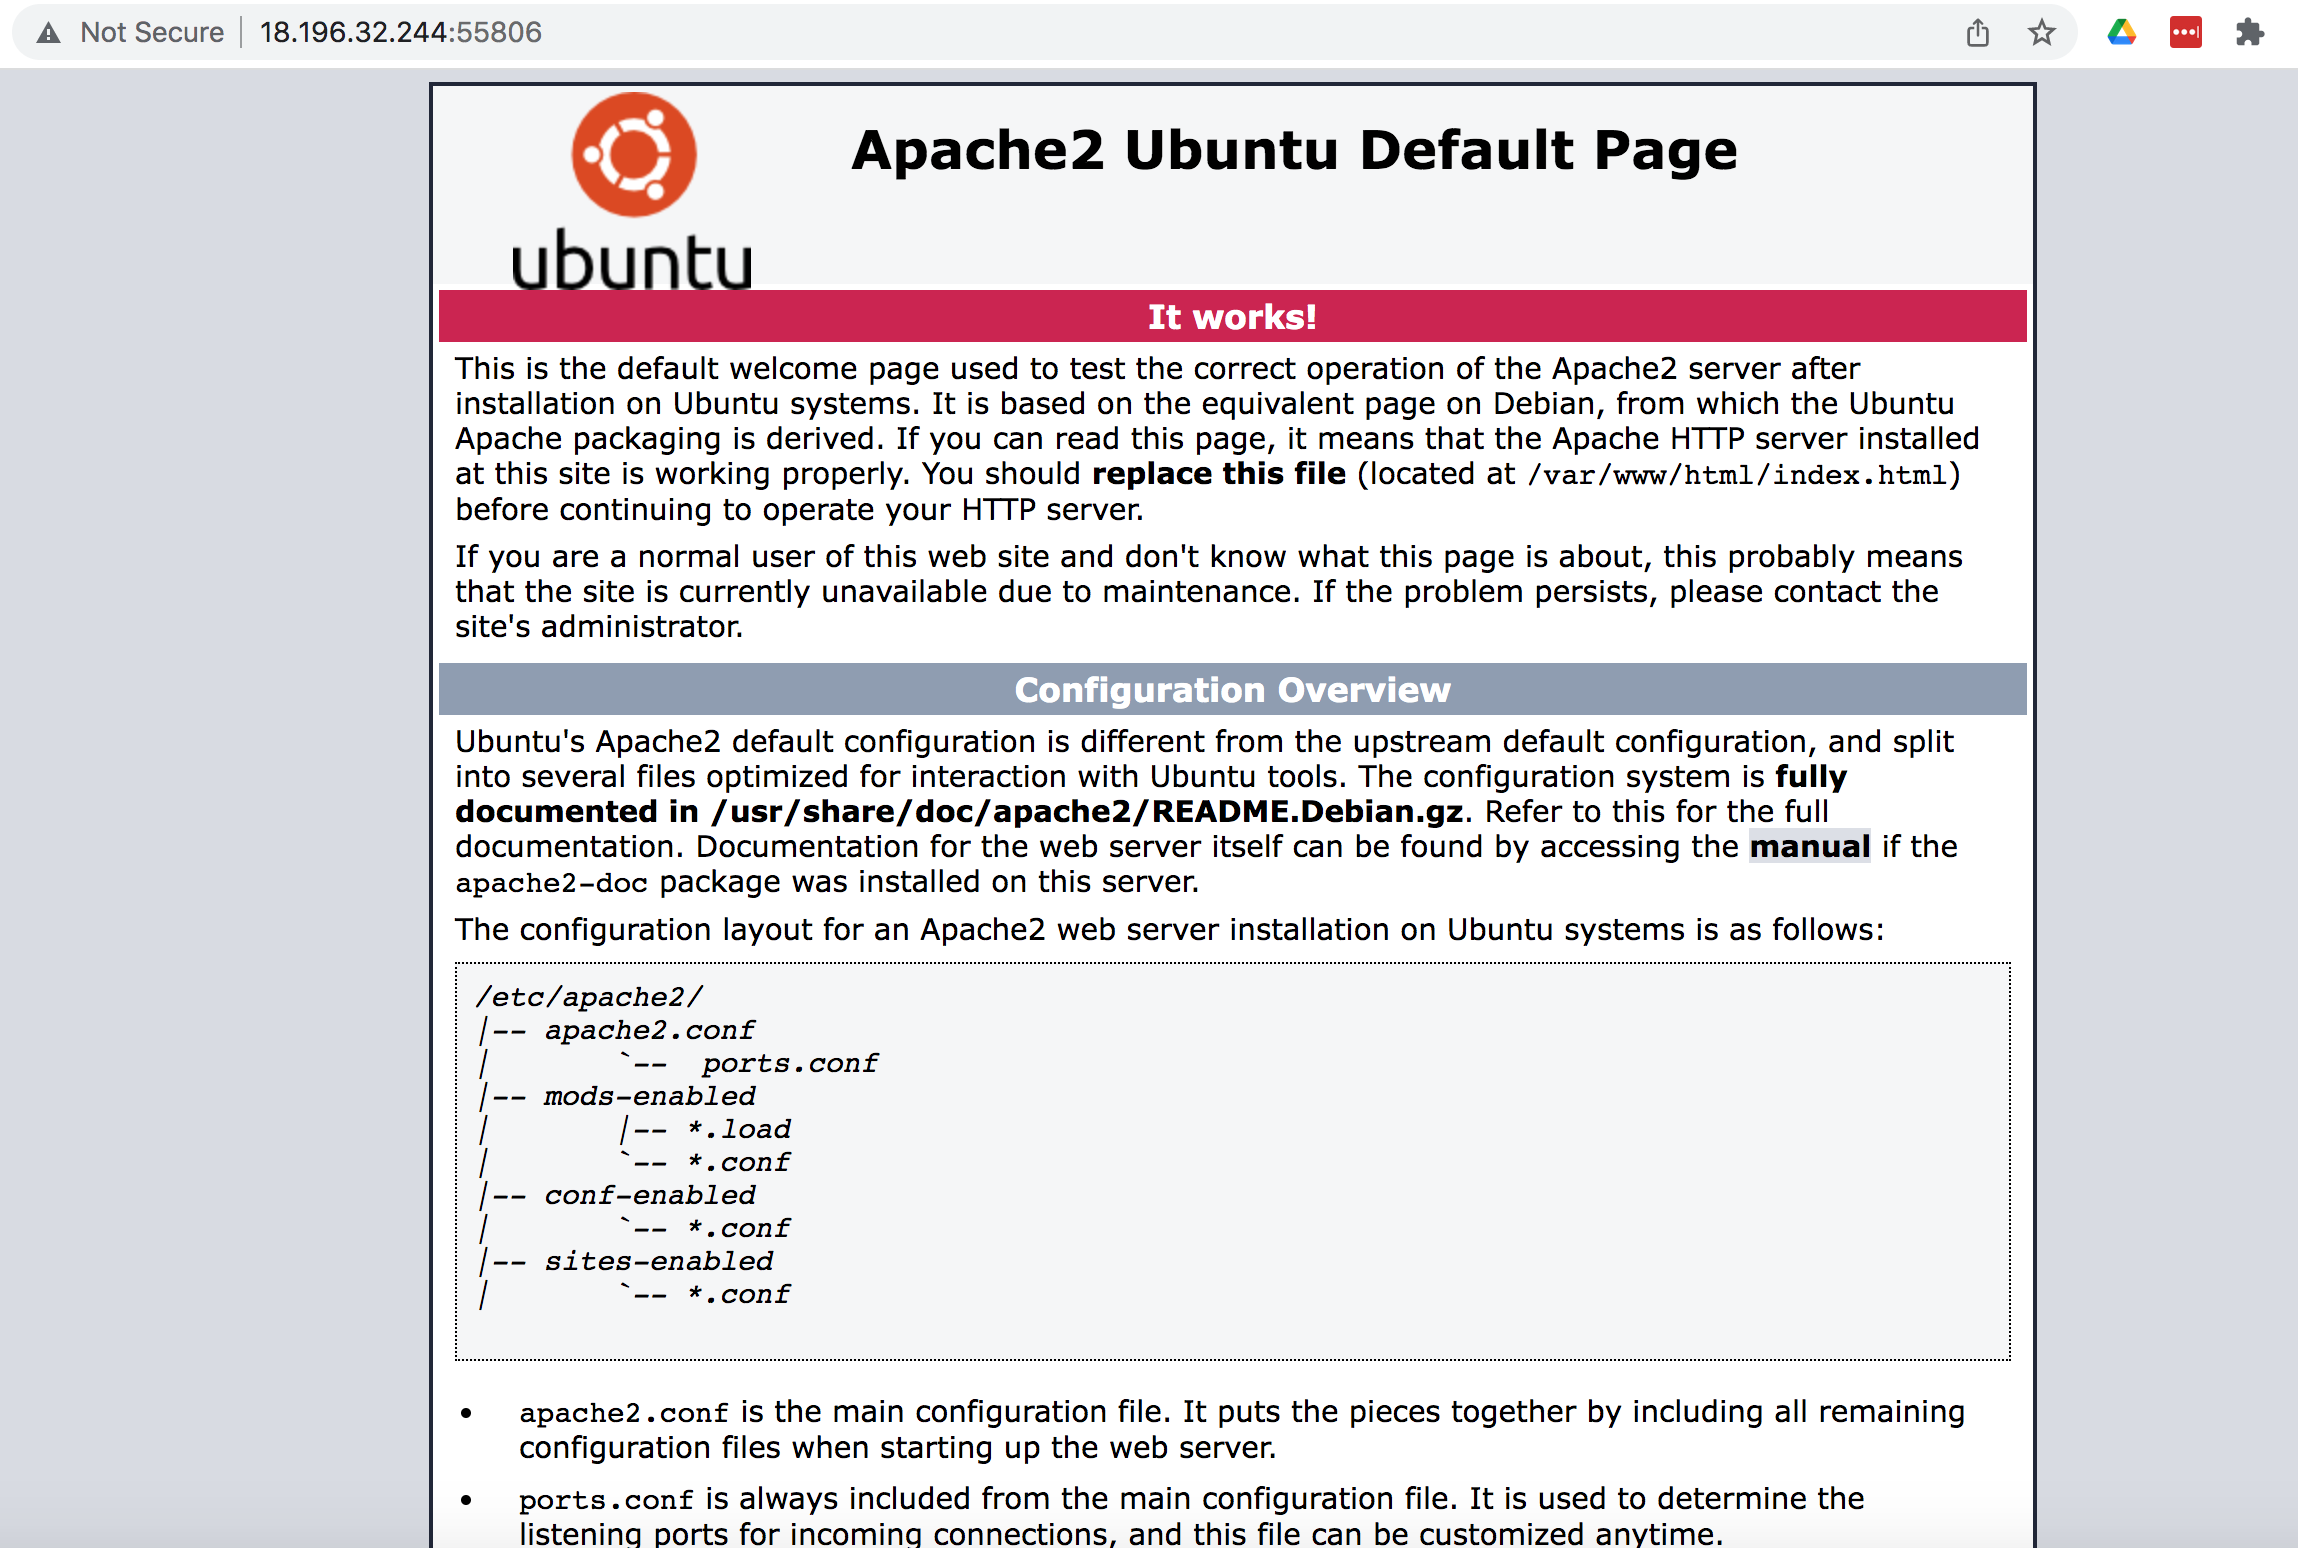 Not Secure | 18.196.32.244:55806
ubuntu
Apache2 Ubuntu Default Page
It works!
This is the default welcome page used to test the correct operation of the Apache2 server after
installation on Ubuntu systems. It is based on the equivalent page on Debian, from which the Ubuntu
Apache packaging is derived. If you can read this page, it means that the Apache HTTP server installed
at this site is working properly. You should replace this file (located at /var/www/html/index.html)
before continuing to operate your HTTP server.
If you are a normal user of this web site and don't know what this page is about, this probably means
that the site is currently unavailable due to maintenance. If the problem persists, please contact the
site's administrator.
Configuration Overview
Ubuntu's Apache2 default configuration is different from the upstream default configuration, and split
into several files optimized for interaction with Ubuntu tools. The configuration system is fully
documented in /usr/share/doc/apache2/README.Debian.gz. Refer to this for the full
documentation. Documentation for the web server itself can be found by accessing the manual if the
apache2-doc package was installed on this server.
The configuration layout for an Apache2 web server installation on Ubuntu systems is as follows:
/etc/apache2/
|-- apache2.conf
|       `--  ports.conf
|-- mods-enabled
|       |-- *.load
|       `-- *.conf
|-- conf-enabled
|       `-- *.conf
|-- sites-enabled
|       `-- *.conf
• apache2.conf is the main configuration file. It puts the pieces together by including all remaining
configuration files when starting up the web server.
• ports.conf is always included from the main configuration file. It is used to determine the
listening ports for incoming connections, and this file can be customized anytime.